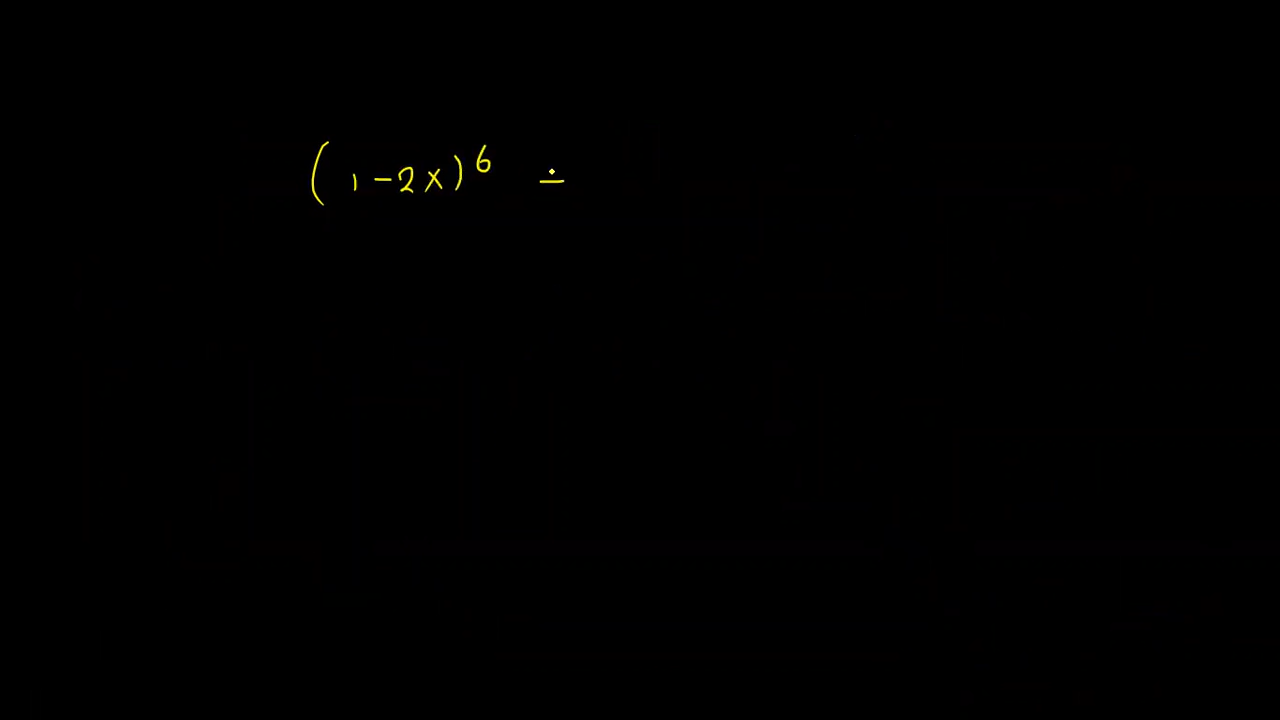 (1-2x)⁶ =